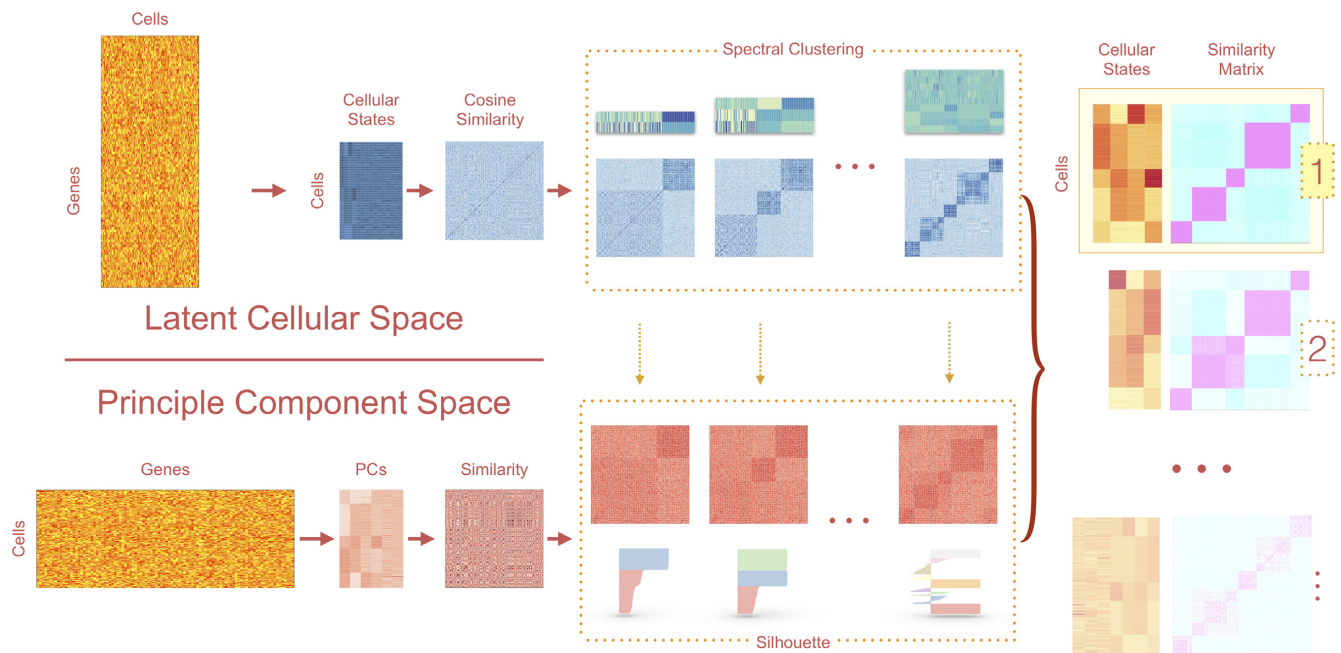 Cells
Genes
Cellular
States
Cells
Cosine
Similarity
Spectral Clustering
Latent Cellular Space
Principle Component Space
Genes
Cells
PCs
Similarity
Silhouette
Cellular
States
Similarity
Matrix
Cells
1
2